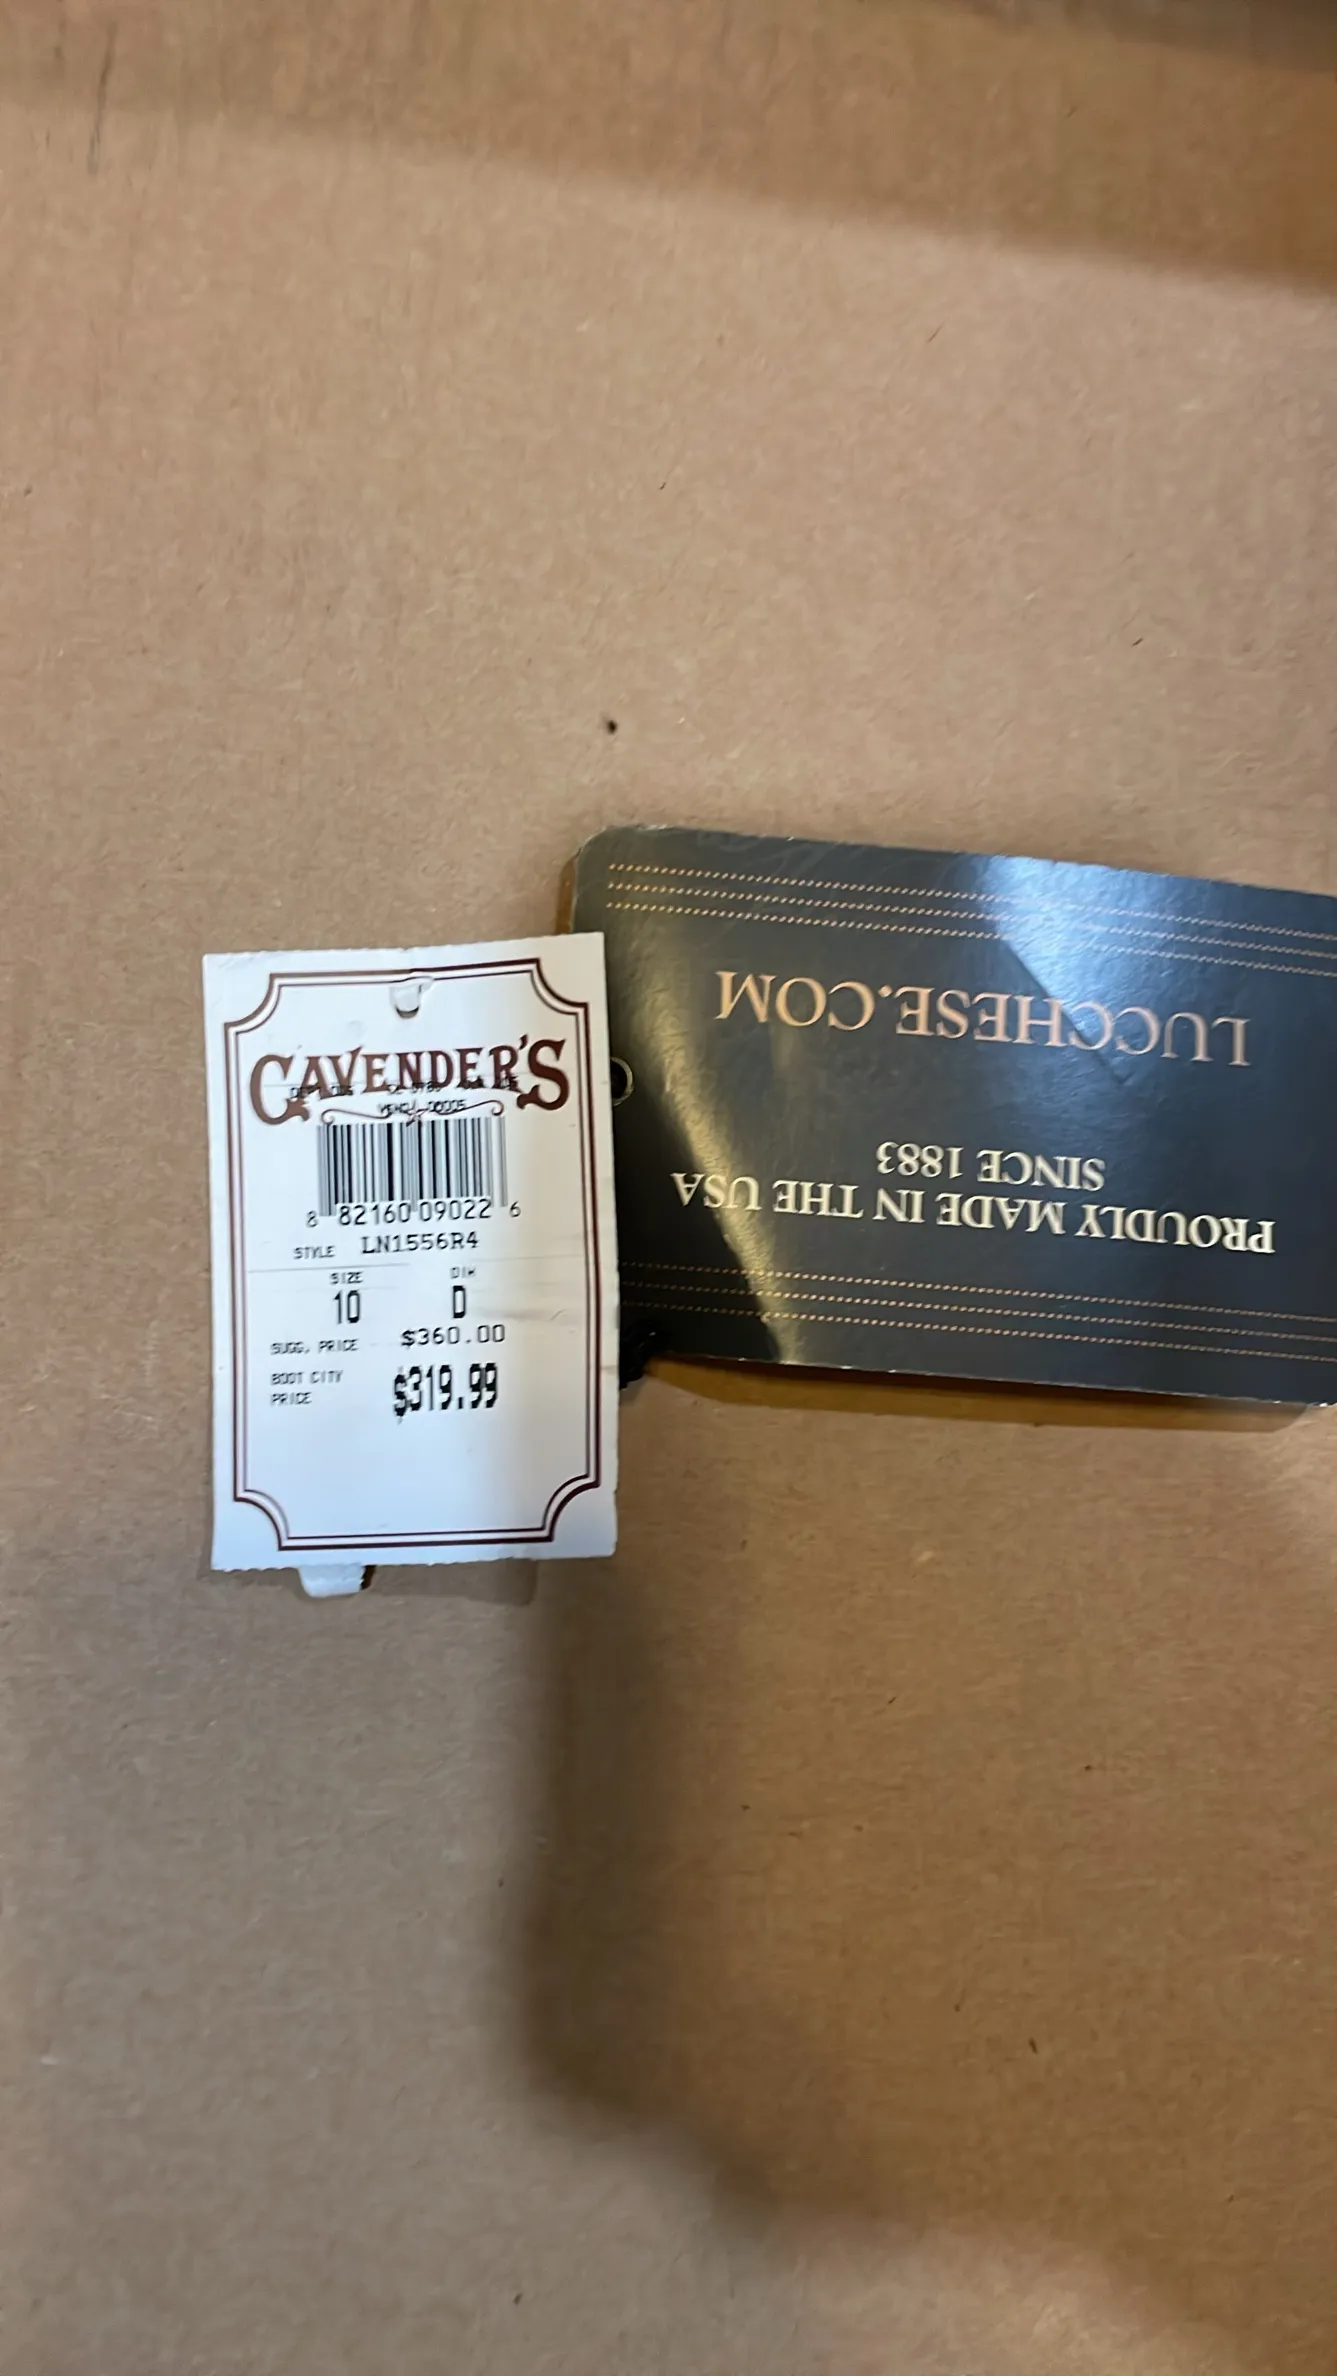 CAVENDER'S
8 82160 09022 6
STYLE LN1556R4
SIZE DIM
10 D
SUGG. PRICE $360.00
BOOT CITY
PRICE $319.99
LUCCHESE.COM
PROUDLY MADE IN THE USA
SINCE 1883